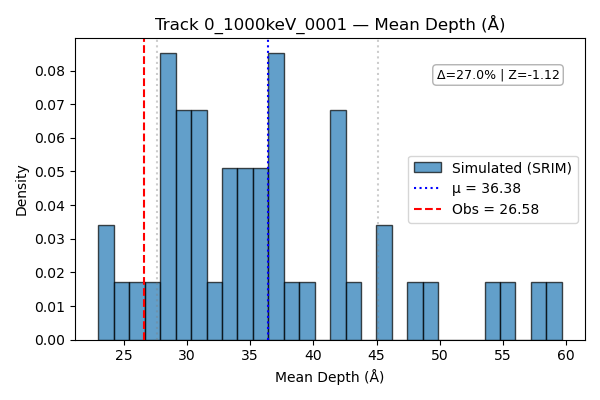 Track 0_1000keV_0001 — Mean Depth (Å)
Δ=27.0% | Z=-1.12
Simulated (SRIM)
μ = 36.38
Obs = 26.58
Density
0.08
0.07
0.06
0.05
0.04
0.03
0.02
0.01
0.00
25 30 35 40 45 50 55 60
Mean Depth (Å)